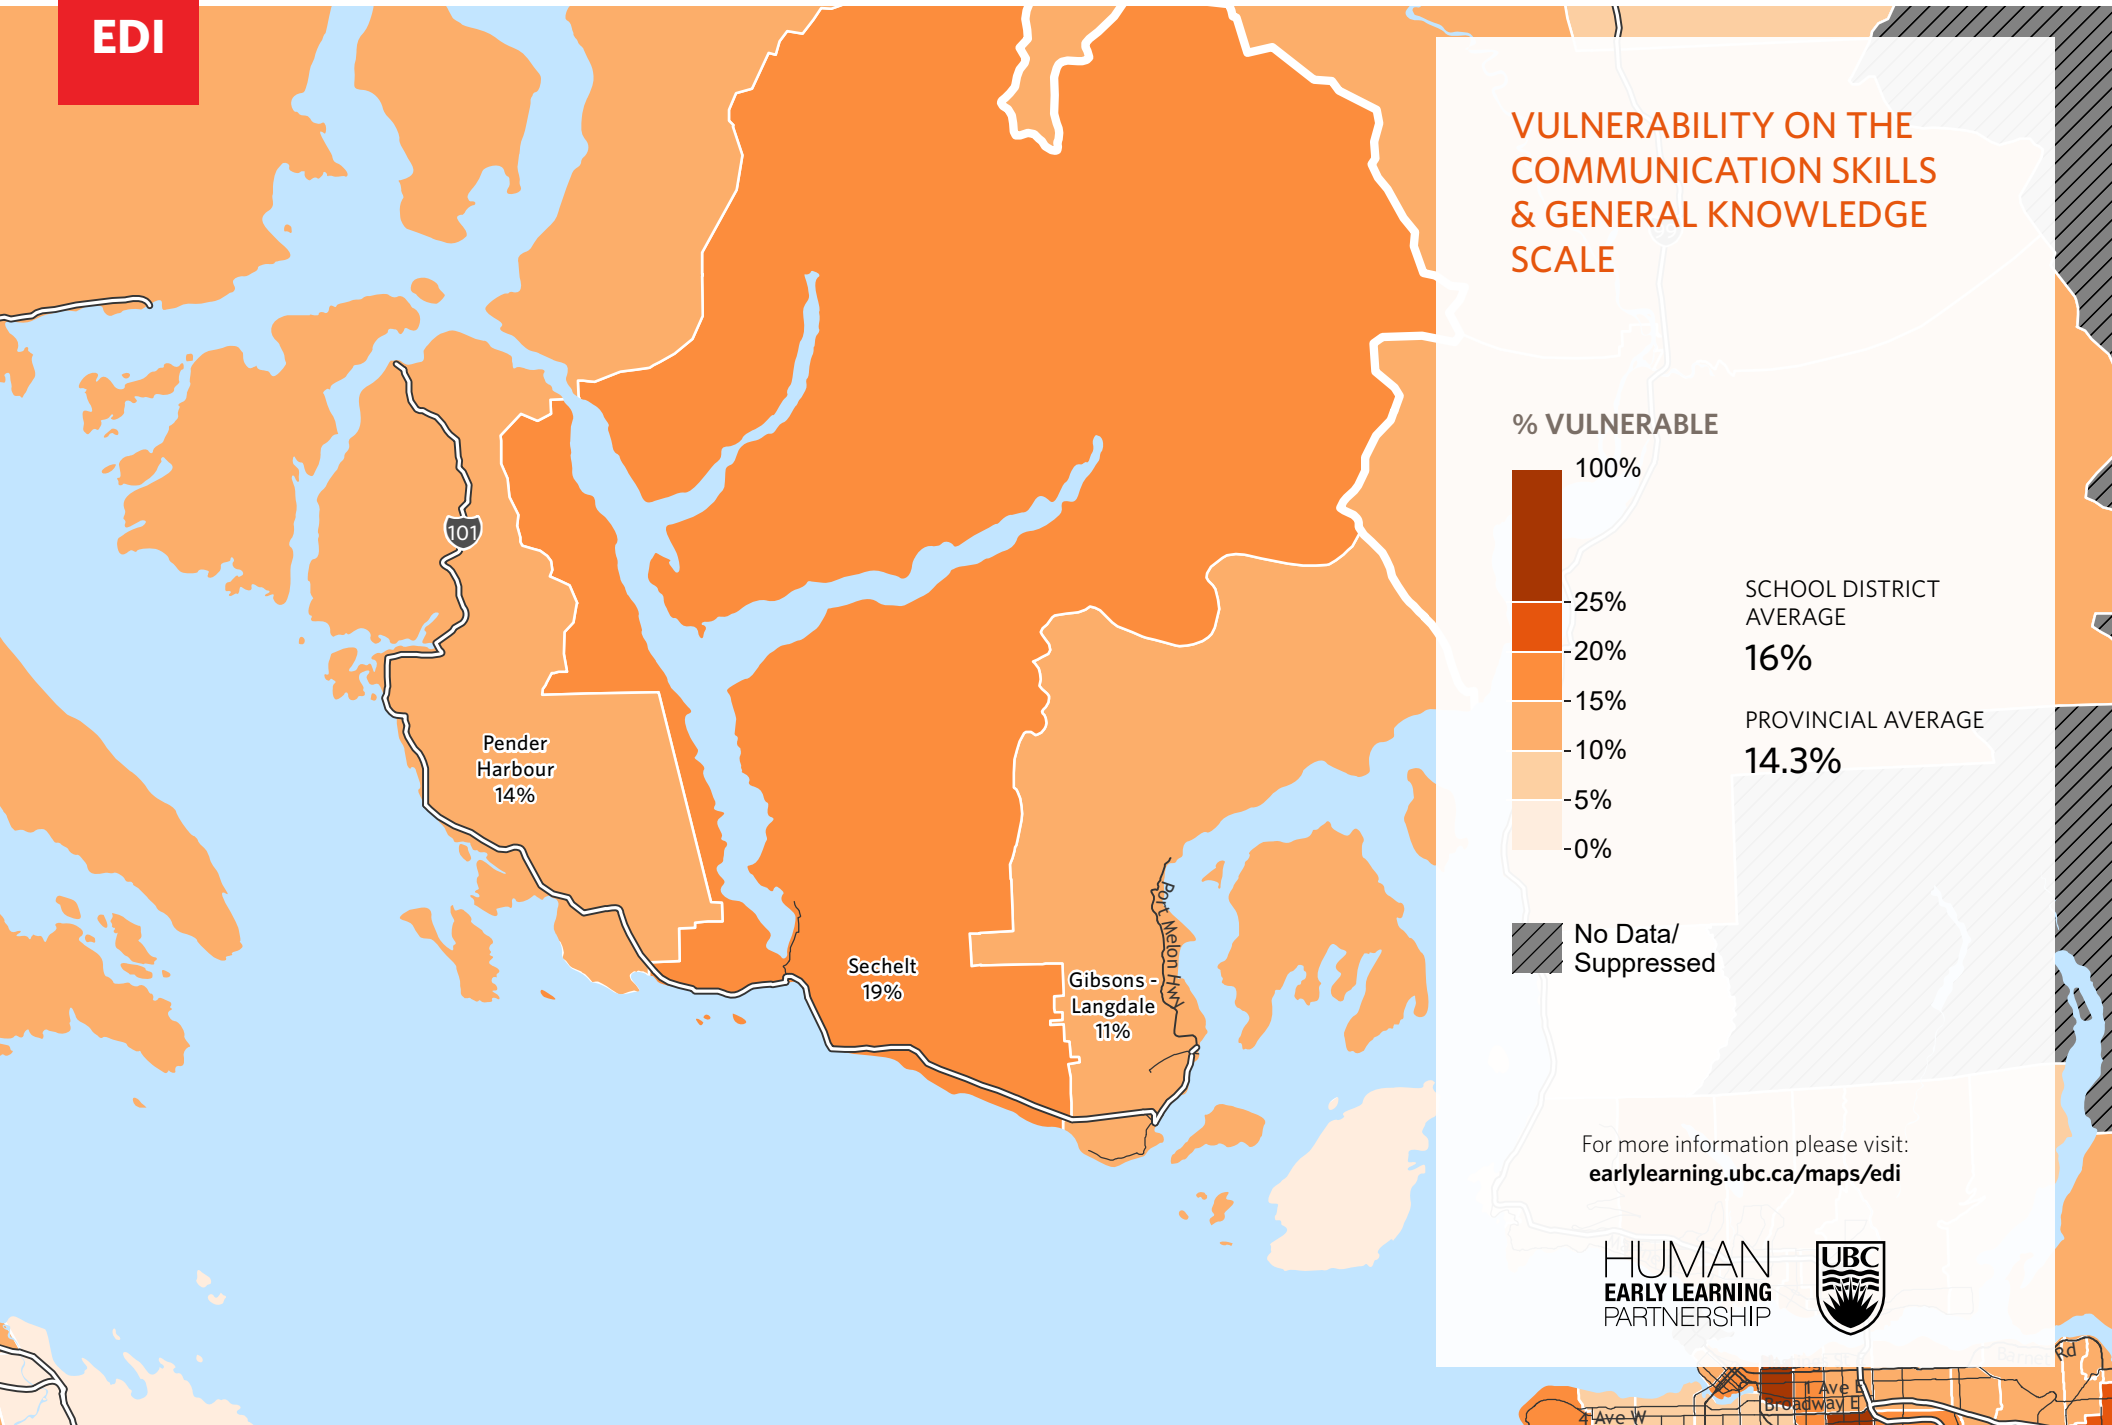 EDI
VULNERABILITY ON THE
COMMUNICATION SKILLS
& GENERAL KNOWLEDGE
SCALE
% VULNERABLE
100%
25%
20%
15%
10%
5%
0%
SCHOOL DISTRICT
AVERAGE
16%
PROVINCIAL AVERAGE
14.3%
No Data/
Suppressed
101
Pender
Harbour
14%
Sechelt
19%
Gibsons -
Langdale
11%
Port Melon Hwy
For more information please visit:
earlylearning.ubc.ca/maps/edi
HUMAN
EARLY LEARNING
PARTNERSHIP
UBC
Barnet Rd
1 Ave E
Broadway E
4 Ave W